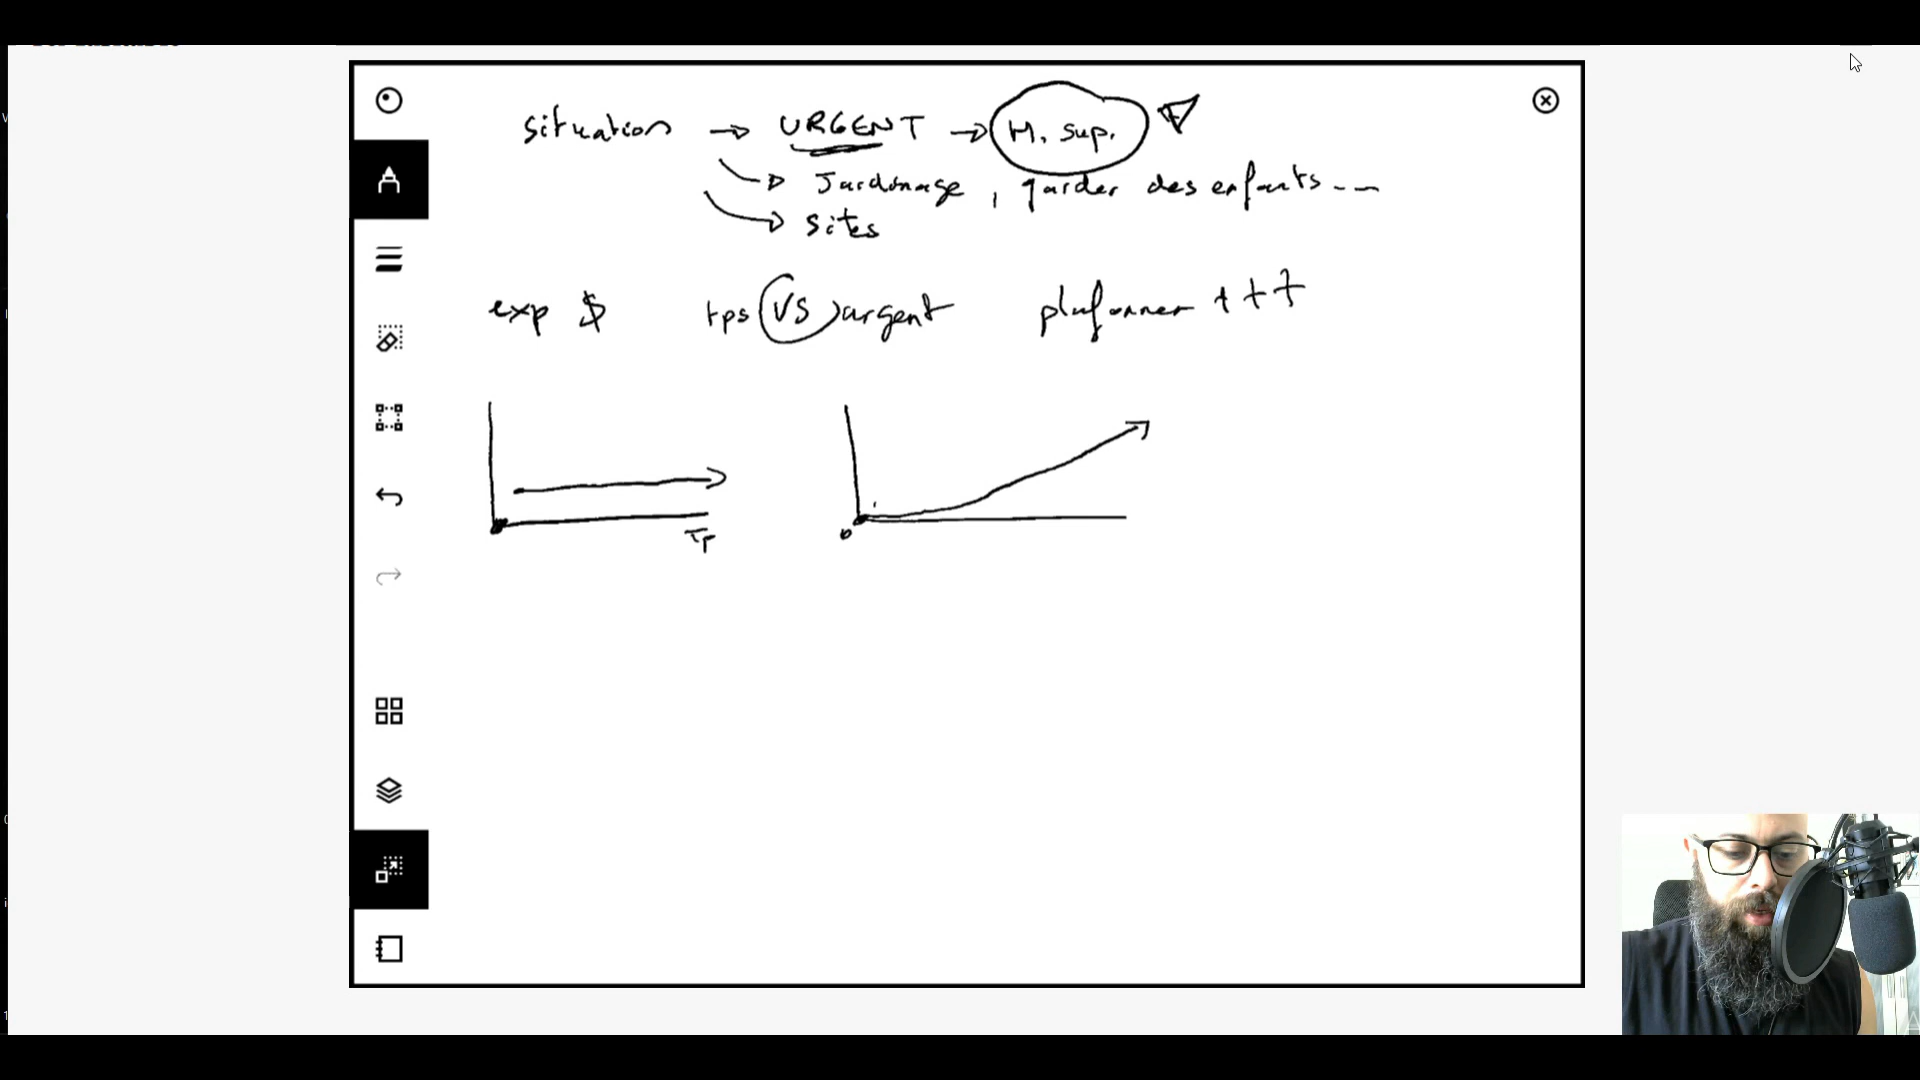 situation → URGENT → H. sup.
→ Jardinage, garder des enfants...
→ Sites
exp $ tps VS argent plafonner + + +
Tp
0